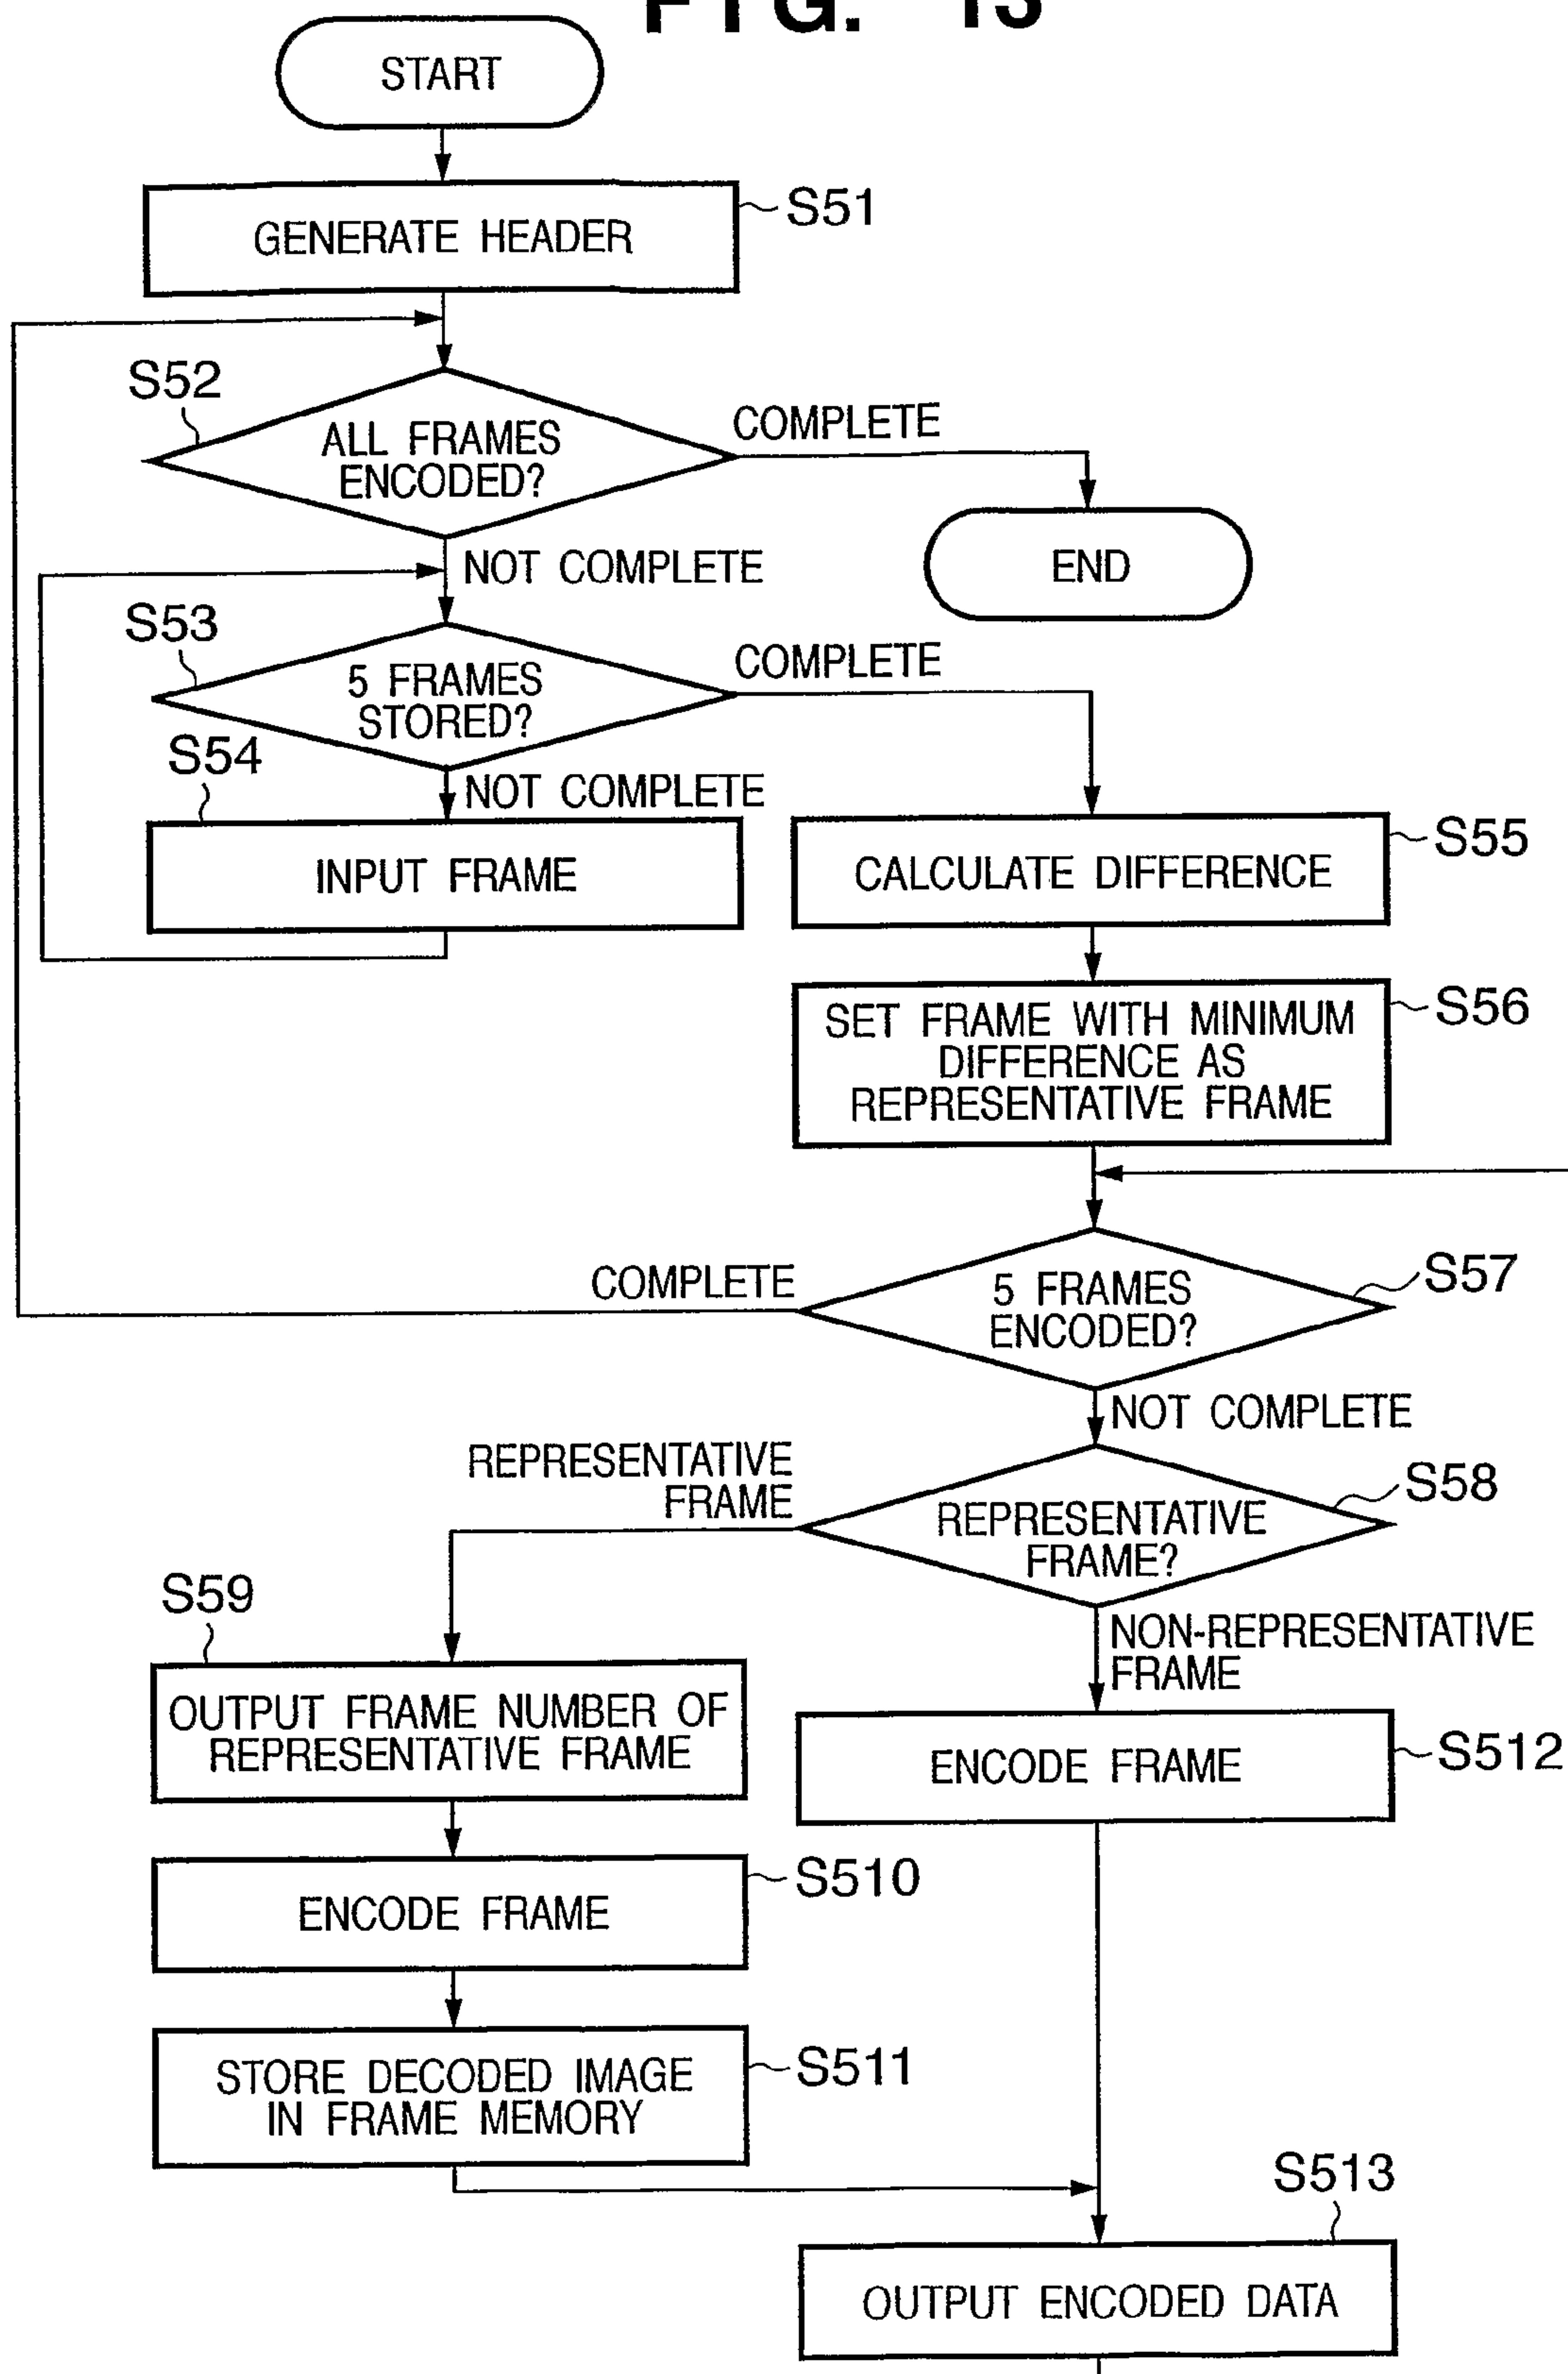 FIG. 13
START
GENERATE HEADER
S51
S52
ALL FRAMES
ENCODED?
COMPLETE
END
NOT COMPLETE
S53
5 FRAMES
STORED?
COMPLETE
S54
NOT COMPLETE
INPUT FRAME
CALCULATE DIFFERENCE
S55
SET FRAME WITH MINIMUM
DIFFERENCE AS
REPRESENTATIVE FRAME
S56
COMPLETE
5 FRAMES
ENCODED?
S57
NOT COMPLETE
REPRESENTATIVE
FRAME
REPRESENTATIVE
FRAME?
S58
S59
NON-REPRESENTATIVE
FRAME
OUTPUT FRAME NUMBER OF
REPRESENTATIVE FRAME
ENCODE FRAME
S512
ENCODE FRAME
S510
STORE DECODED IMAGE
IN FRAME MEMORY
S511
S513
OUTPUT ENCODED DATA